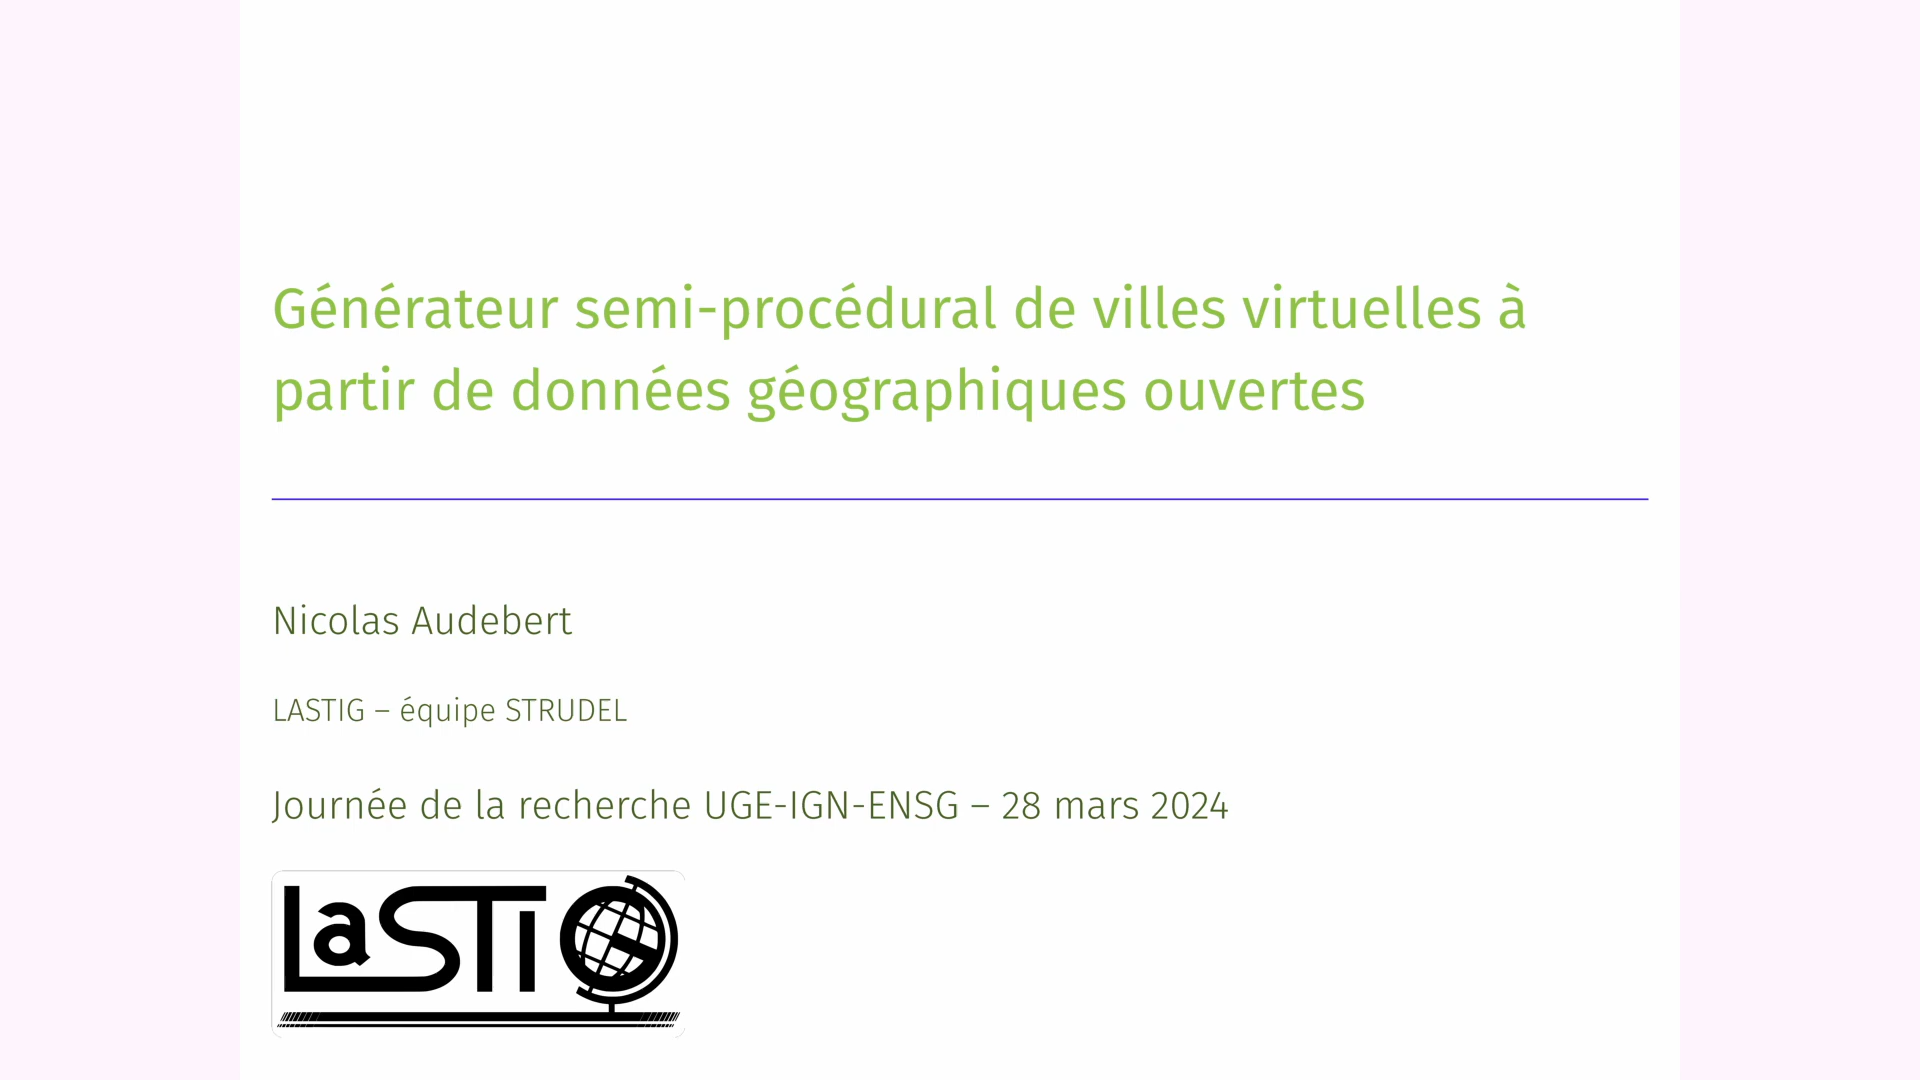 Générateur semi-procédural de villes virtuelles à
partir de données géographiques ouvertes
Nicolas Audebert
LASTIG – équipe STRUDEL
Journée de la recherche UGE-IGN-ENSG – 28 mars 2024
LaSTIG